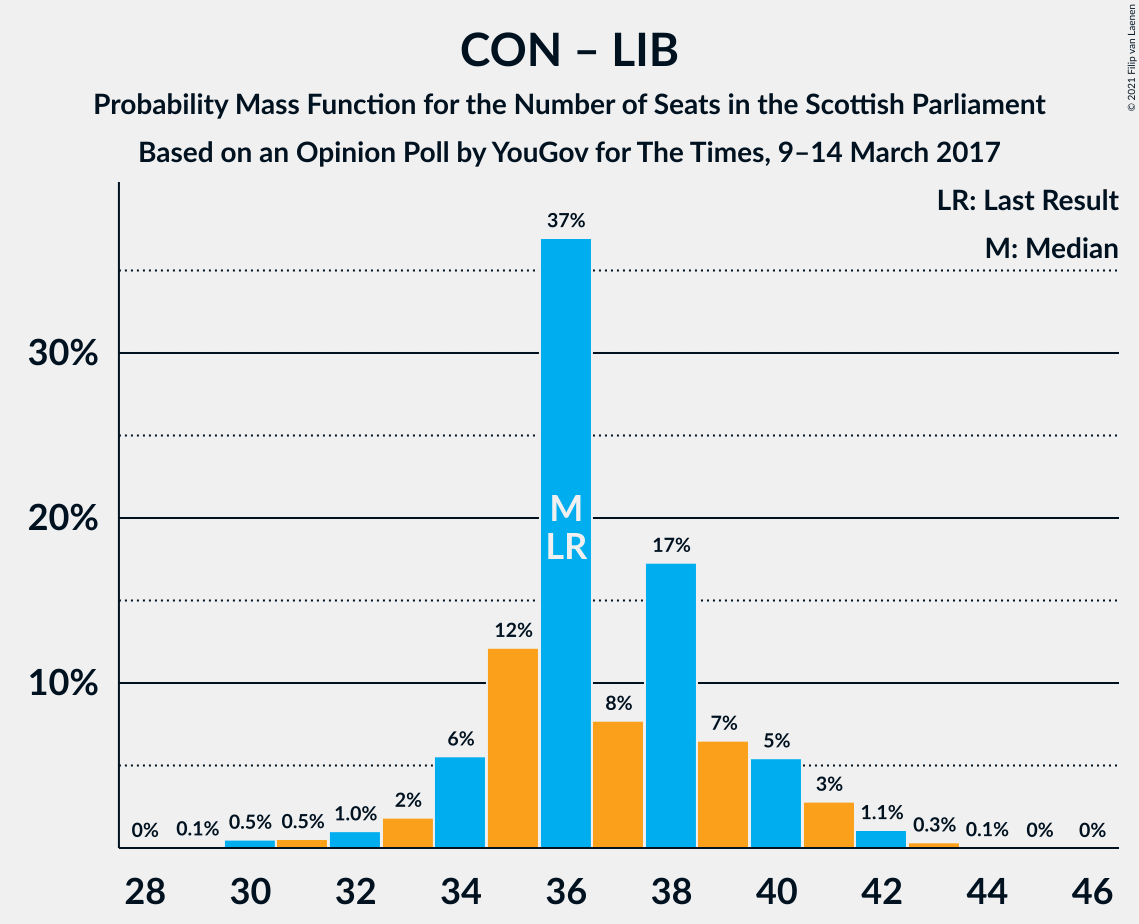 CON – LIB
Probability Mass Function for the Number of Seats in the Scottish Parliament
Based on an Opinion Poll by YouGov for The Times, 9–14 March 2017
© 2021 Filip van Laenen
LR: Last Result
M: Median
30%
20%
10%
0%
0.1%
0.5%
0.5%
1.0%
2%
6%
12%
37%
M
LR
8%
17%
7%
5%
3%
1.1%
0.3%
0.1%
0%
0%
28 30 32 34 36 38 40 42 44 46